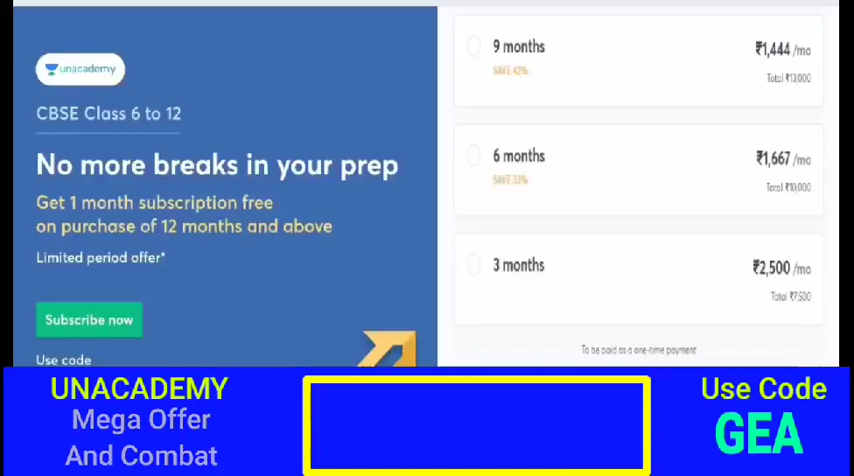 unacademy
CBSE Class 6 to 12
No more breaks in your prep
Get 1 month subscription free
on purchase of 12 months and above
Limited period offer*
Subscribe now
Use code
9 months
₹1,444 /mo
SAVE 42%
Total ₹13,000
6 months
₹1,667 /mo
SAVE 33%
Total ₹10,000
3 months
₹2,500 /mo
Total ₹7,500
To be paid as a one-time payment
UNACADEMY
Mega Offer
And Combat
Use Code
GEA